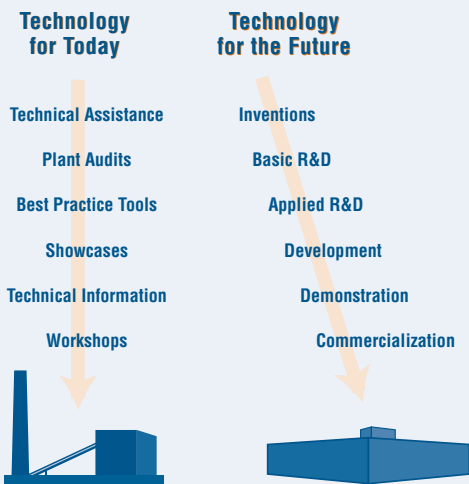 Technology
for Today
Technical Assistance
Plant Audits
Best Practice Tools
Showcases
Technical Information
Workshops
Technology
for the Future
Inventions
Basic R&D
Applied R&D
Development
Demonstration
Commercialization